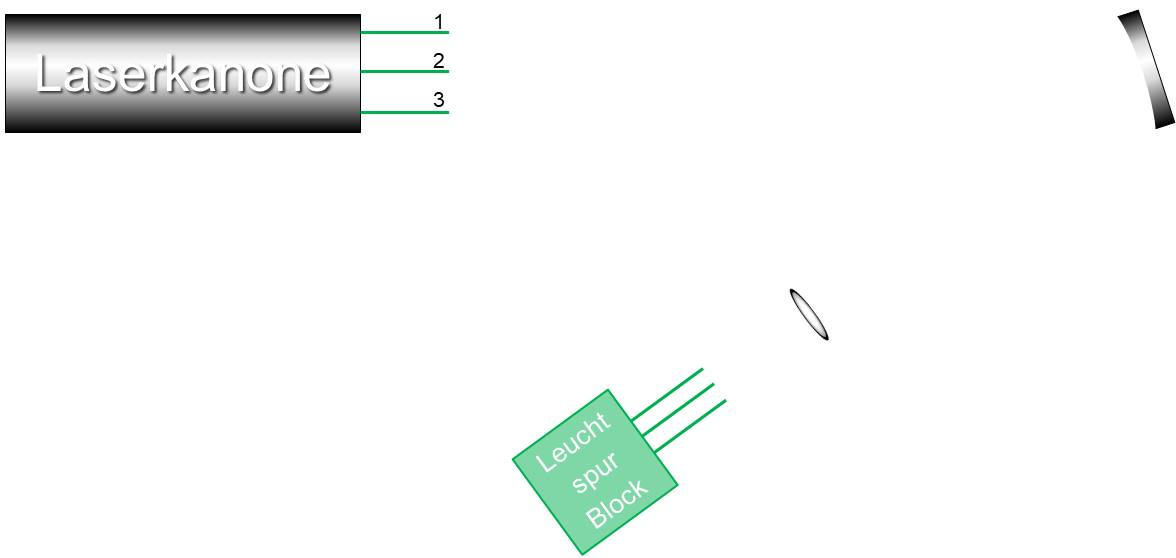 1
Laserkanone
2
3
Leucht
spur
Block